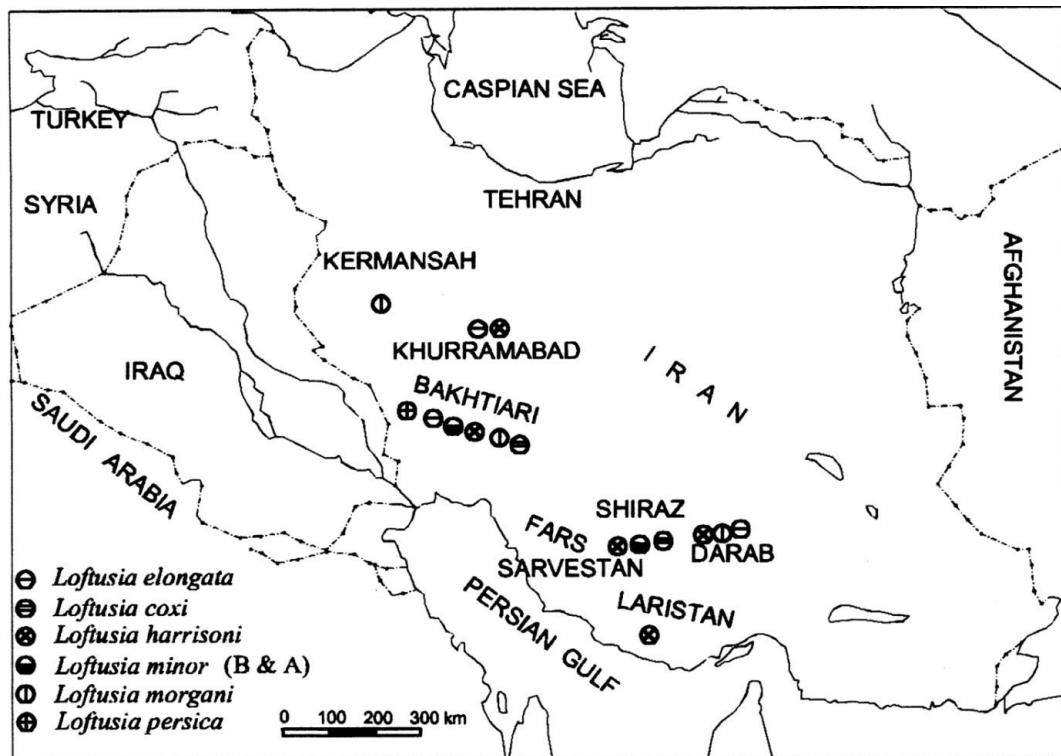 CASPIAN SEA
TURKEY
SYRIA
TEHRAN
KERMANSAH
AFGHANISTAN
KHURRAMABAD
IRAN
IRAQ
BAKHTIARI
SAUDI ARABIA
SHIRAZ
FARS
DARAB
SARVESTAN
LARISTAN
PERSIAN GULF
Loftusia elongata
Loftusia coxi
Loftusia harrisoni
Loftusia minor (B & A)
Loftusia morgani
Loftusia persica
0 100 200 300 km